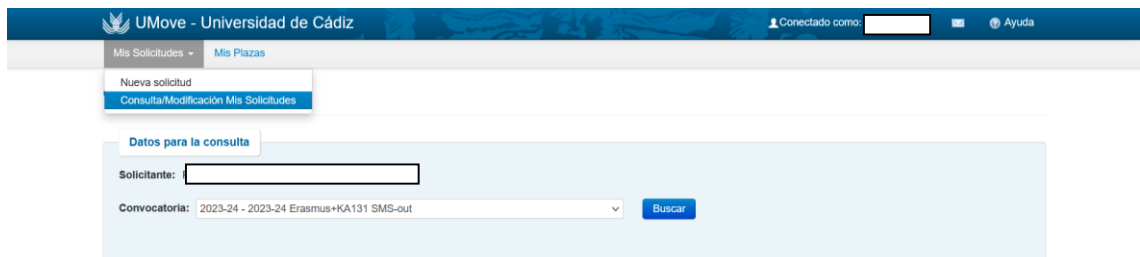 UMove - Universidad de Cádiz
Conectado como:
Ayuda
Mis Solicitudes
Mis Plazas
Nueva solicitud
Consulta/Modificación Mis Solicitudes
Datos para la consulta
Solicitante:
Convocatoria: 2023-24 - 2023-24 Erasmus+KA131 SMS-out Buscar